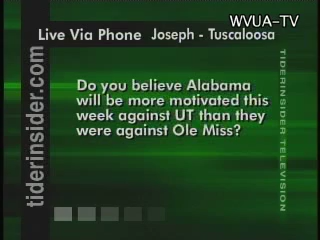 WVUA-TV
Live Via Phone Joseph - Tuscaloosa
Do you believe Alabama
will be more motivated this
week against UT than they
were against Ole Miss?
tiderinsider.com
TIDERINSIDER TELEVISION